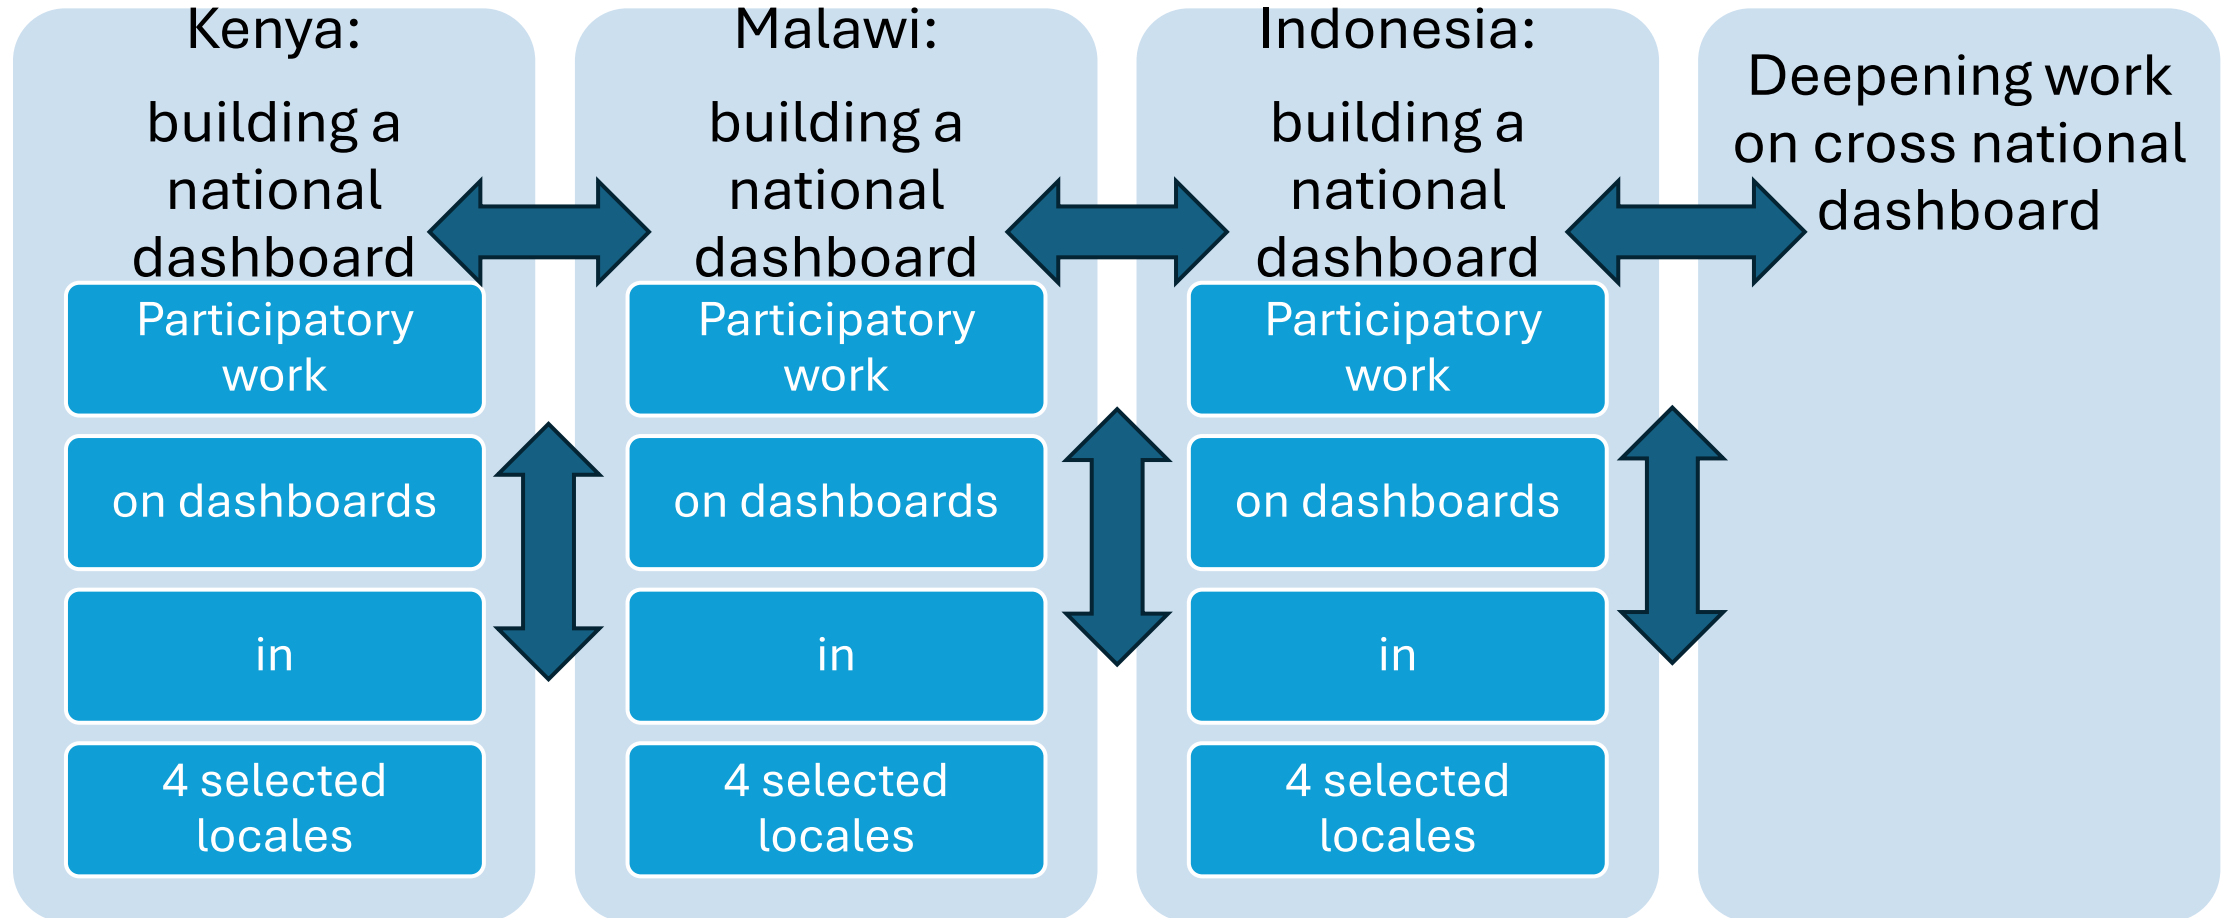 Kenya:
building a
national
dashboard
Participatory
work
on dashboards
in
4 selected
locales
Malawi:
building a
national
dashboard
Participatory
work
on dashboards
in
4 selected
locales
Indonesia:
building a
national
dashboard
Participatory
work
on dashboards
in
4 selected
locales
Deepening work
on cross national
dashboard